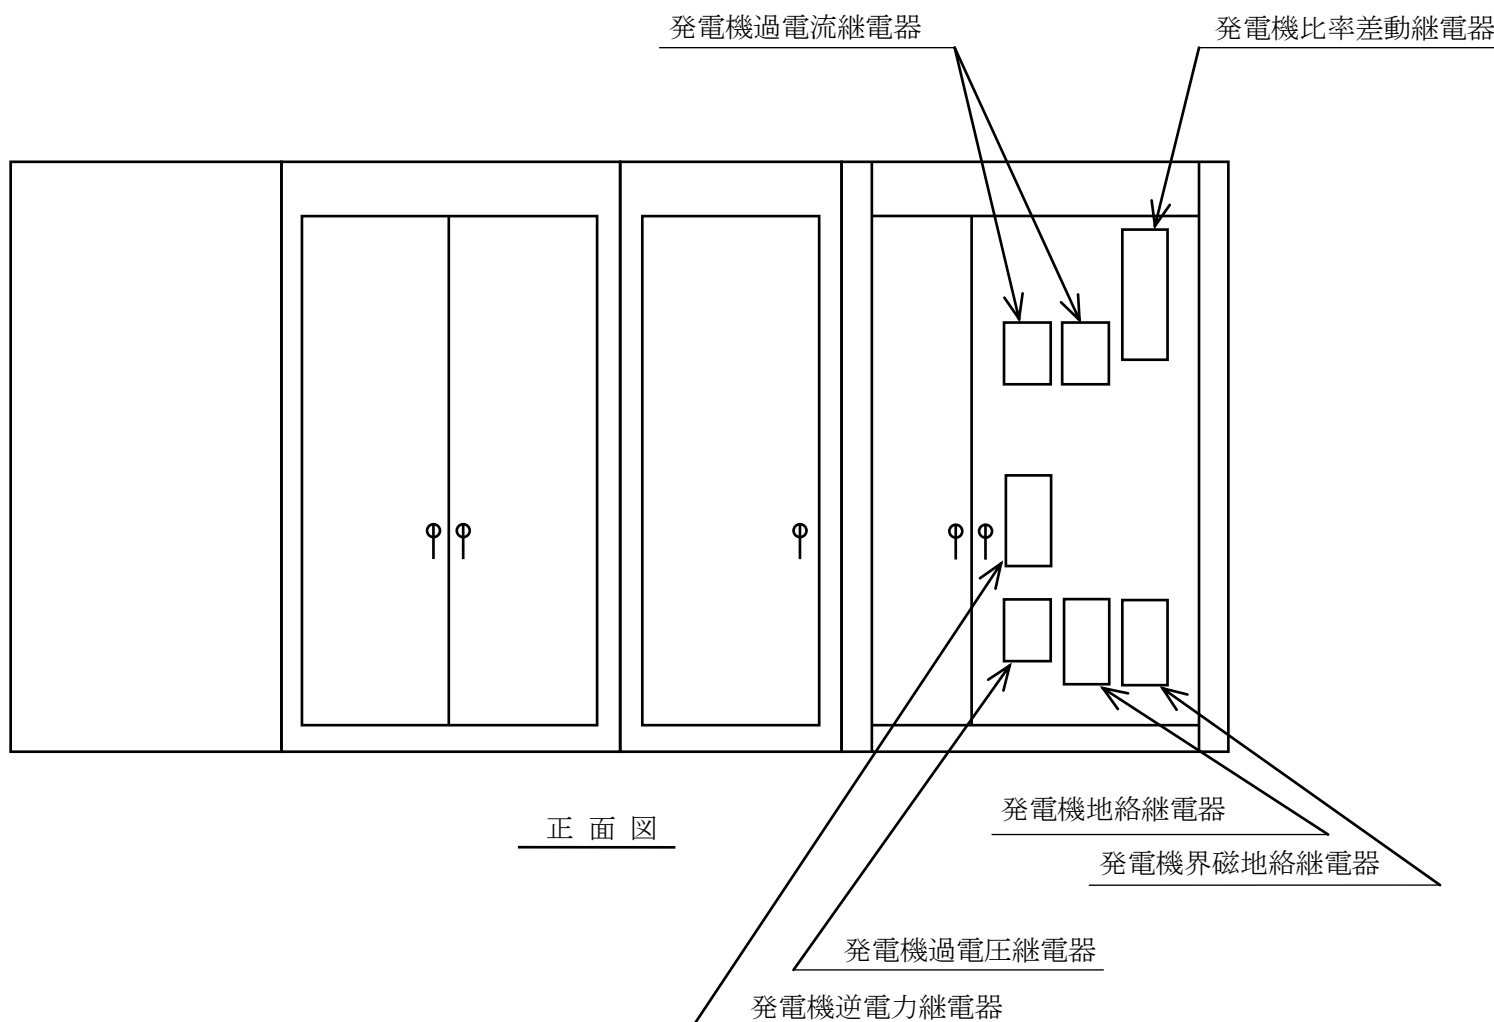 発電機過電流継電器
発電機比率差動継電器
正面図
発電機地絡継電器
発電機界磁地絡継電器
発電機過電圧継電器
発電機逆電力継電器